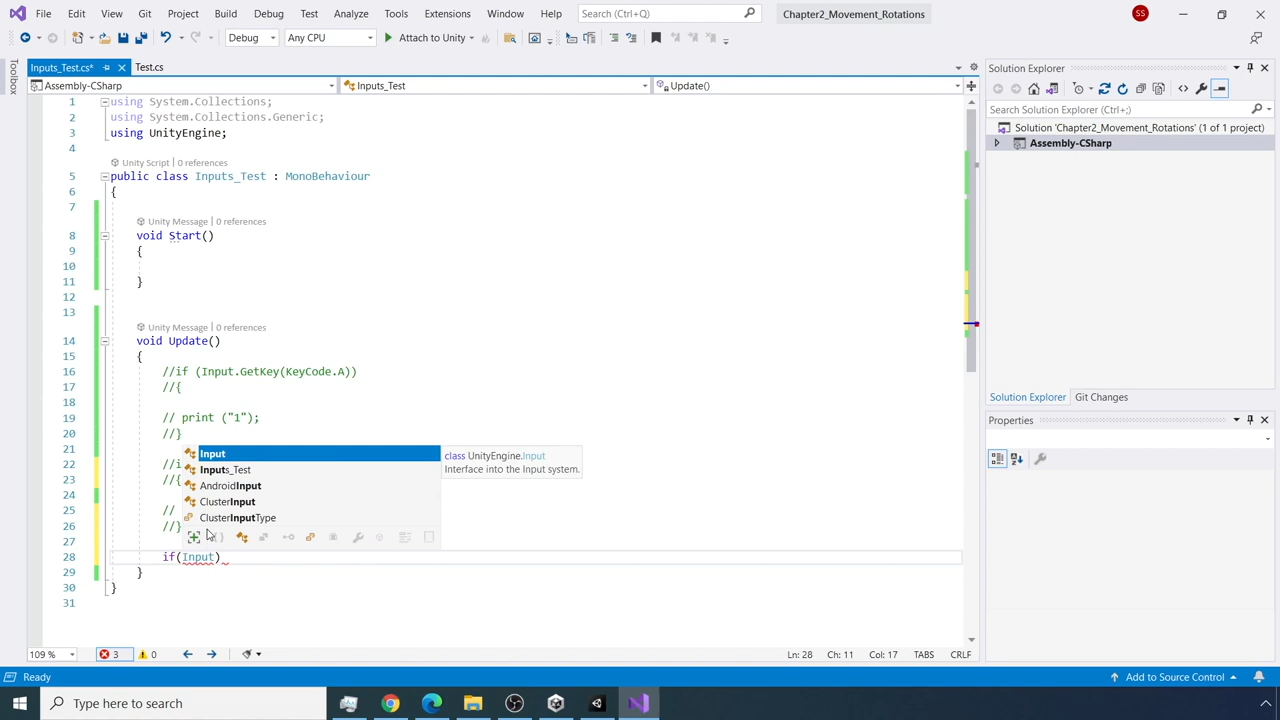 File Edit View Git Project Build Debug Test Analyze Tools Extensions Window Help Search (Ctrl+Q) Chapter2_Movement_Rotations SS
Debug Any CPU Attach to Unity
Toolbox
Inputs_Test.cs* Test.cs
Assembly-CSharp Inputs_Test Update()
1 using System.Collections;
2 using System.Collections.Generic;
3 using UnityEngine;
4
Unity Script | 0 references
5 public class Inputs_Test : MonoBehaviour
6 {
7
Unity Message | 0 references
8 void Start()
9 {
10
11 }
12
13
Unity Message | 0 references
14 void Update()
15 {
16 //if (Input.GetKey(KeyCode.A))
17 //{
18
19 // print ("1");
20 //}
21
22 //i
23 //{
24
25 //
26 //}
27
28 if(Input)
29 }
30 }
31
Input
Inputs_Test
AndroidInput
ClusterInput
ClusterInputType
class UnityEngine.Input
Interface into the Input system.
109 % 3 0 Ln: 28 Ch: 11 Col: 17 TABS CRLF
Solution Explorer
Search Solution Explorer (Ctrl+;)
Solution 'Chapter2_Movement_Rotations' (1 of 1 project)
Assembly-CSharp
Solution Explorer Git Changes
Properties
Ready Add to Source Control
Type here to search